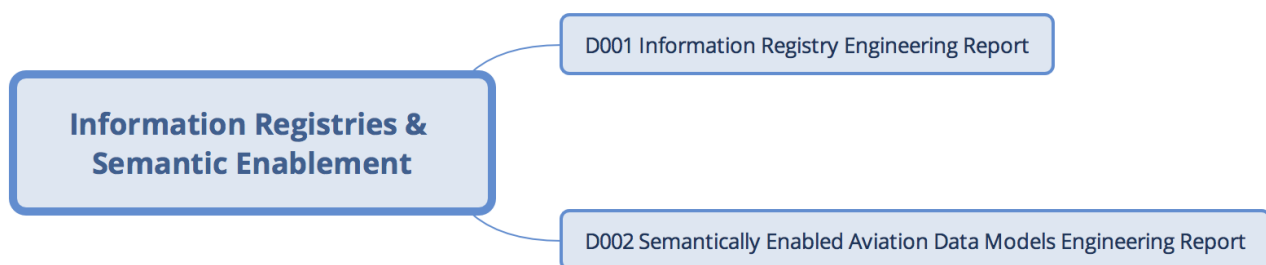 D001 Information Registry Engineering Report
Information Registries &
Semantic Enablement
D002 Semantically Enabled Aviation Data Models Engineering Report